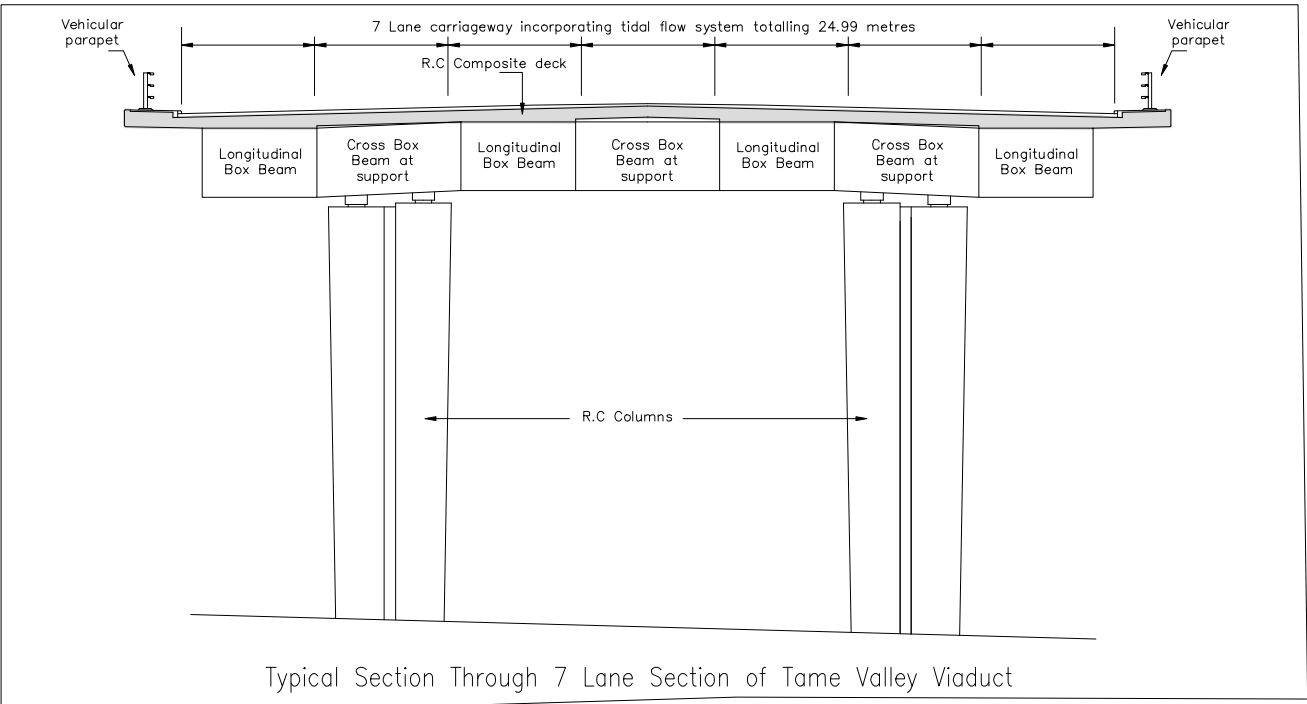 7 Lane carriageway incorporating tidal flow system totalling 24.99 metres
Vehicular
parapet
Vehicular
parapet
R.C Composite deck
Longitudinal
Box Beam
Cross Box
Beam at
support
Longitudinal
Box Beam
Cross Box
Beam at
support
Longitudinal
Box Beam
Cross Box
Beam at
support
Longitudinal
Box Beam
R.C Columns
Typical Section Through 7 Lane Section of Tame Valley Viaduct